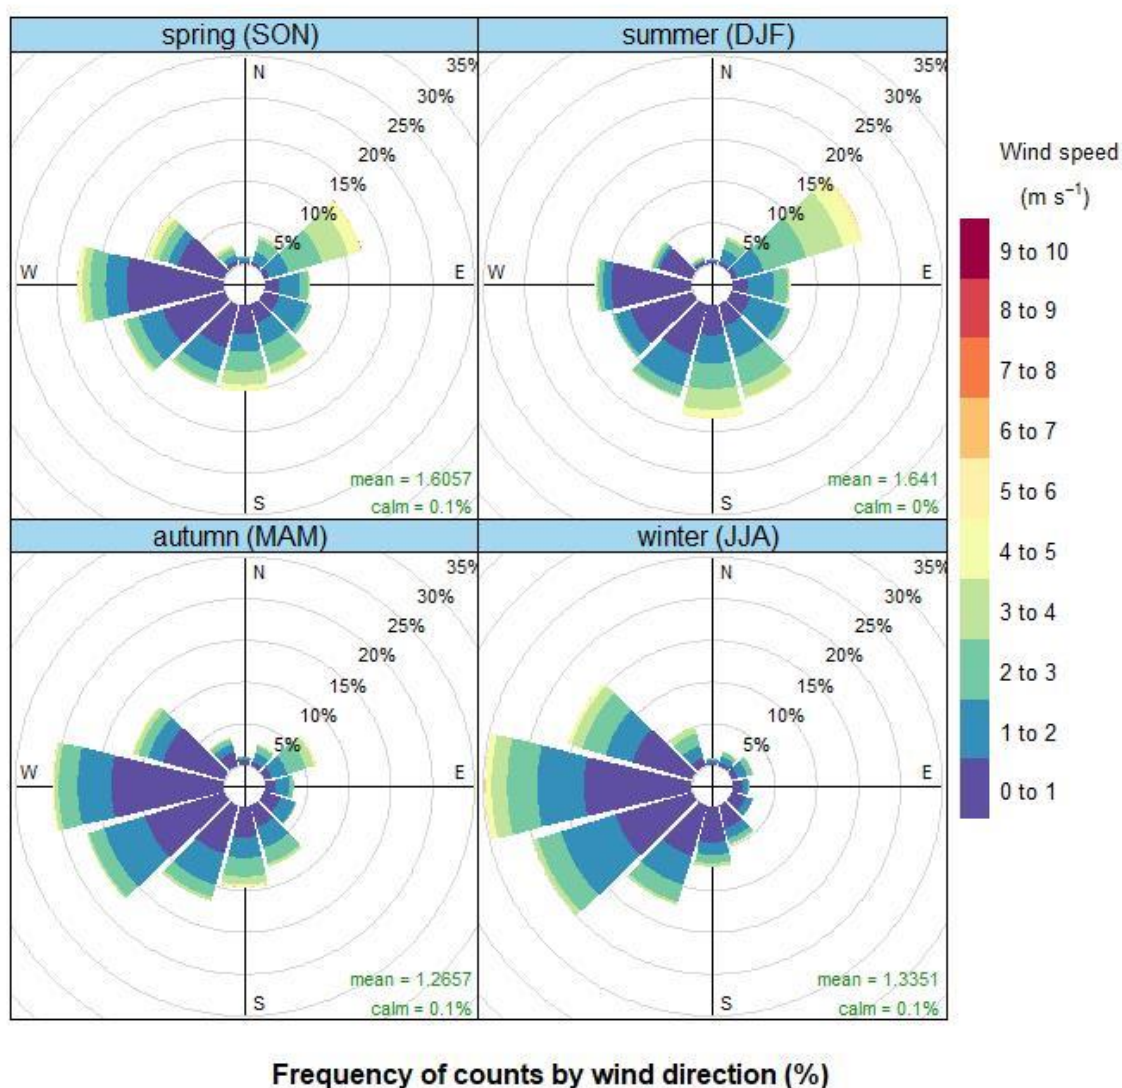 spring (SON)
N
35%
30%
25%
20%
15%
10%
5%
W
E
S
mean = 1.6057
calm = 0.1%
summer (DJF)
N
35%
30%
25%
20%
15%
10%
5%
W
E
S
mean = 1.641
calm = 0%
autumn (MAM)
N
35%
30%
25%
20%
15%
10%
5%
W
E
S
mean = 1.2657
calm = 0.1%
winter (JJA)
N
35%
30%
25%
20%
15%
10%
5%
W
E
S
mean = 1.3351
calm = 0.1%
Wind speed
(m s⁻¹)
9 to 10
8 to 9
7 to 8
6 to 7
5 to 6
4 to 5
3 to 4
2 to 3
1 to 2
0 to 1
Frequency of counts by wind direction (%)